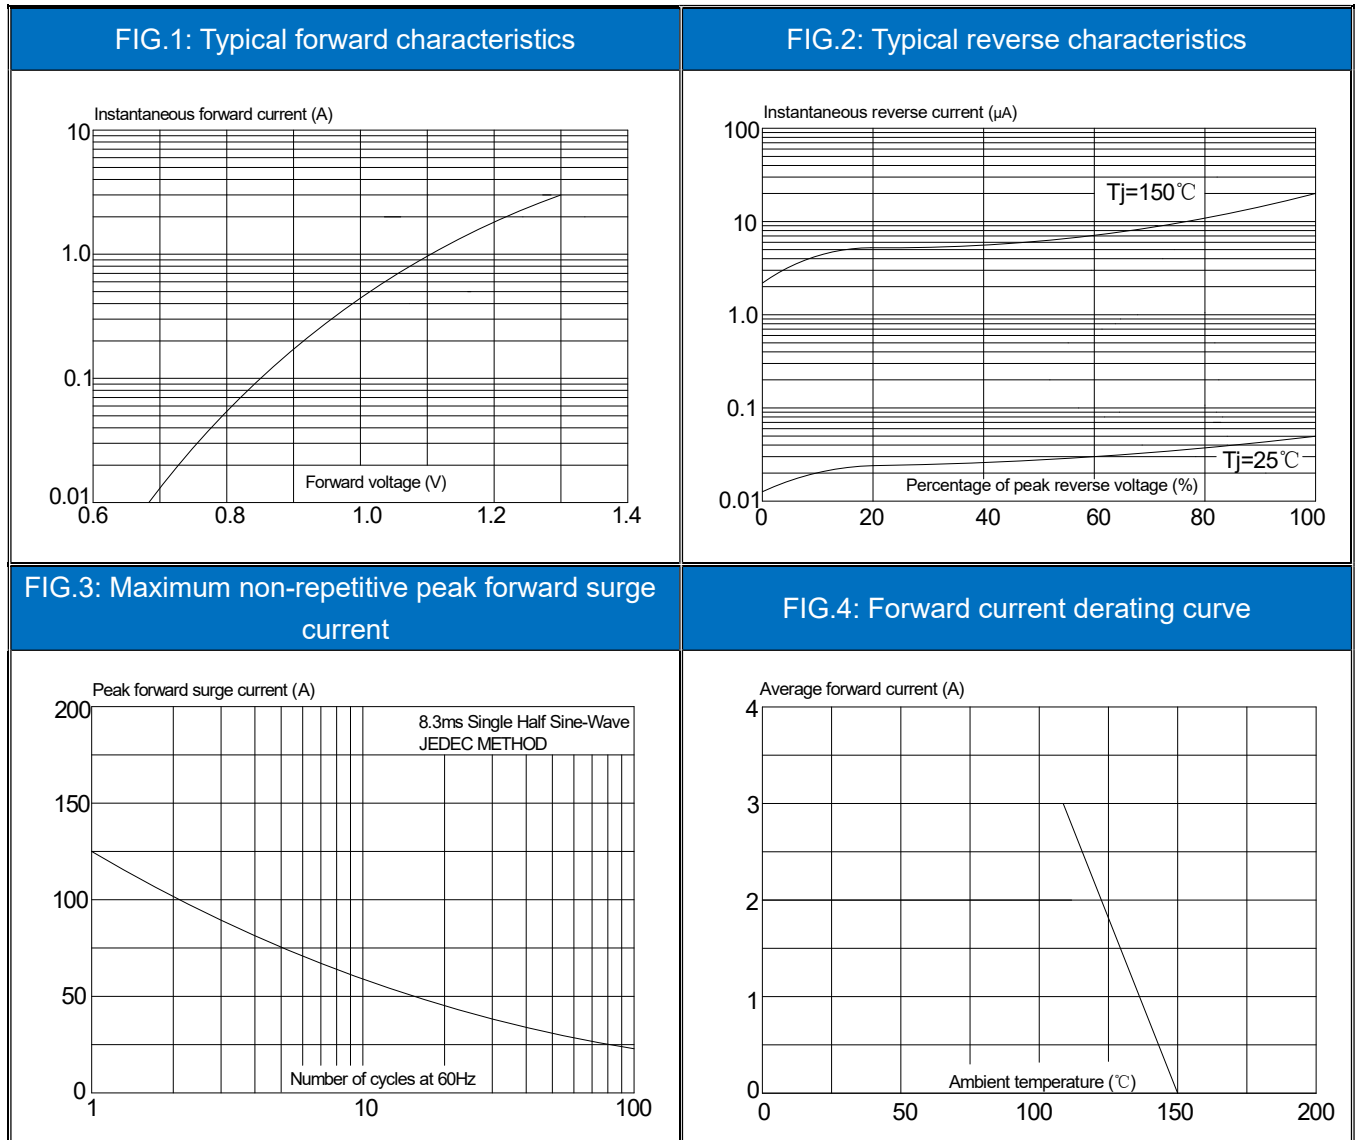 FIG.1: Typical forward characteristics
Instantaneous forward current (A)
10
1.0
0.1
0.01
Forward voltage (V)
0.6 0.8 1.0 1.2 1.4
FIG.2: Typical reverse characteristics
Instantaneous reverse current (μA)
100
Tj=150℃
10
1.0
0.1
Tj=25℃
Percentage of peak reverse voltage (%)
0.01
0 20 40 60 80 100
FIG.3: Maximum non-repetitive peak forward surge
current
Peak forward surge current (A)
200
8.3ms Single Half Sine-Wave
JEDEC METHOD
150
100
50
Number of cycles at 60Hz
0
1 10 100
FIG.4: Forward current derating curve
Average forward current (A)
4
3
2
1
Ambient temperature (℃)
0
0 50 100 150 200